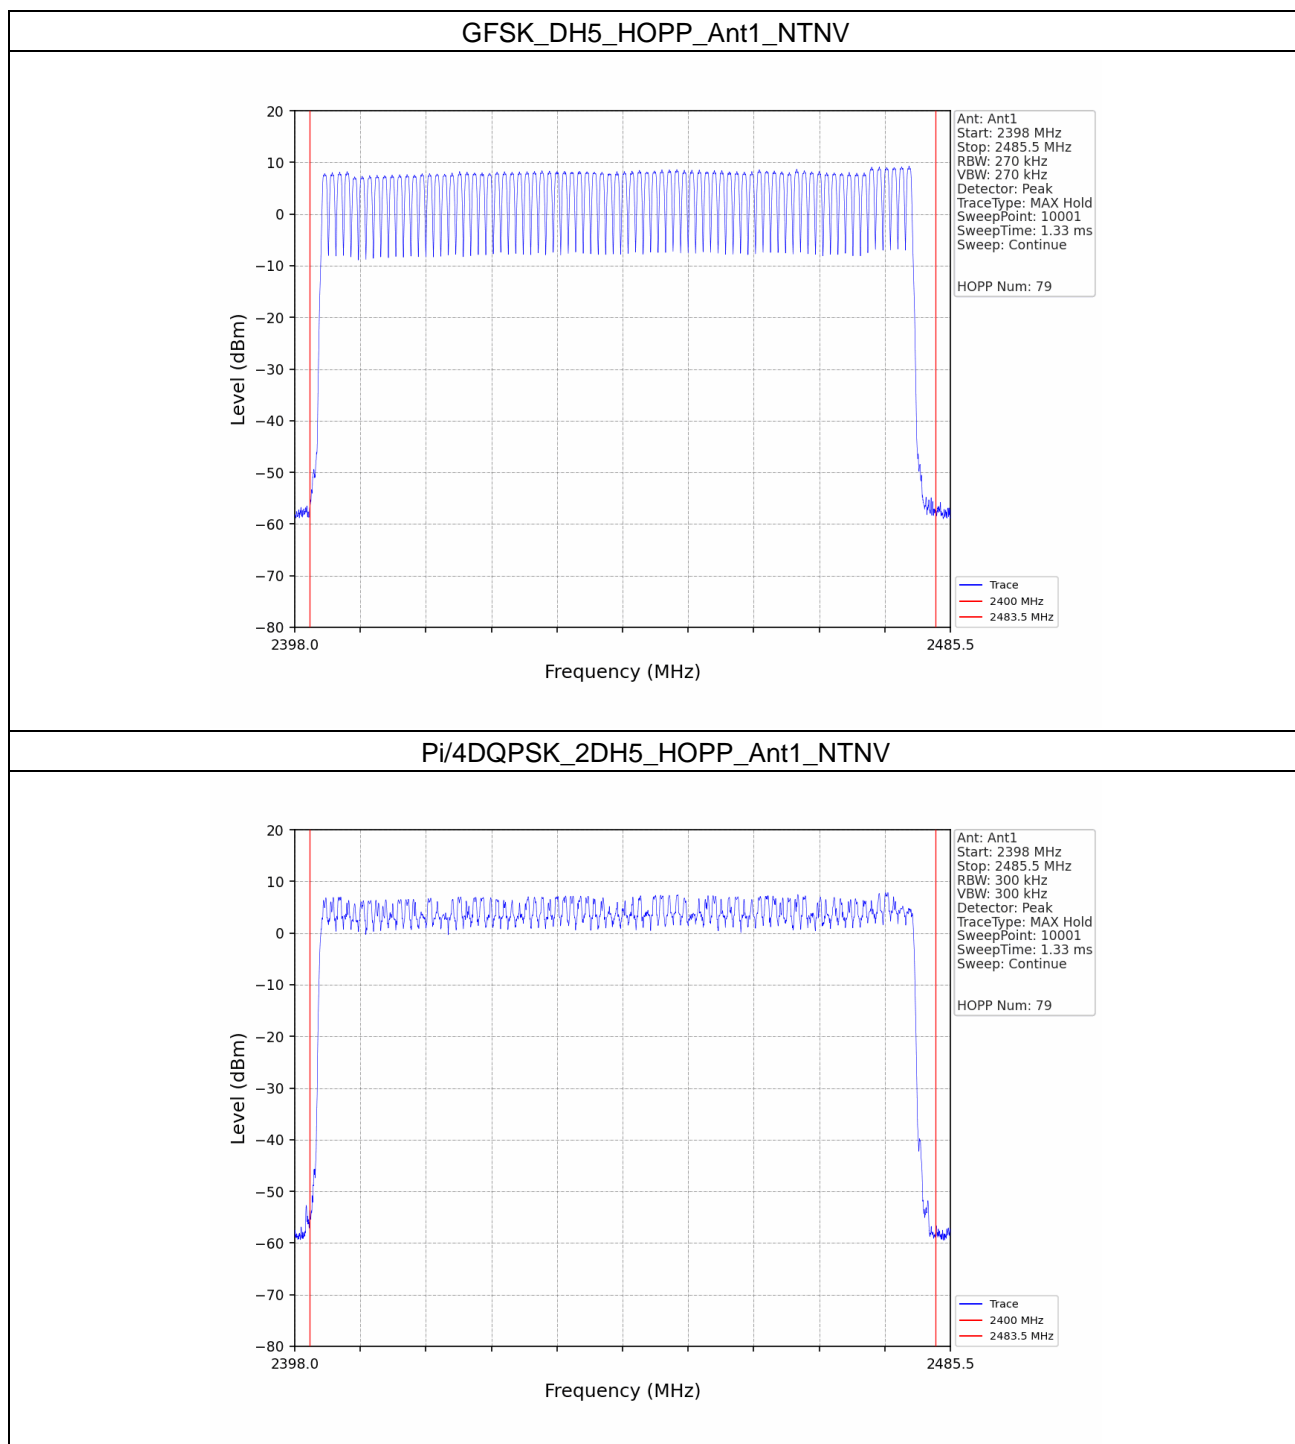 GFSK_DH5_HOPP_Ant1_NTNV
20
10
0
−10
−20
−30
−40
−50
−60
−70
−80
Level (dBm)
2398.0
2485.5
Frequency (MHz)
Ant: Ant1
Start: 2398 MHz
Stop: 2485.5 MHz
RBW: 270 kHz
VBW: 270 kHz
Detector: Peak
TraceType: MAX Hold
SweepPoint: 10001
SweepTime: 1.33 ms
Sweep: Continue
HOPP Num: 79
Trace
2400 MHz
2483.5 MHz
Pi/4DQPSK_2DH5_HOPP_Ant1_NTNV
20
10
0
−10
−20
−30
−40
−50
−60
−70
−80
Level (dBm)
2398.0
2485.5
Frequency (MHz)
Ant: Ant1
Start: 2398 MHz
Stop: 2485.5 MHz
RBW: 300 kHz
VBW: 300 kHz
Detector: Peak
TraceType: MAX Hold
SweepPoint: 10001
SweepTime: 1.33 ms
Sweep: Continue
HOPP Num: 79
Trace
2400 MHz
2483.5 MHz